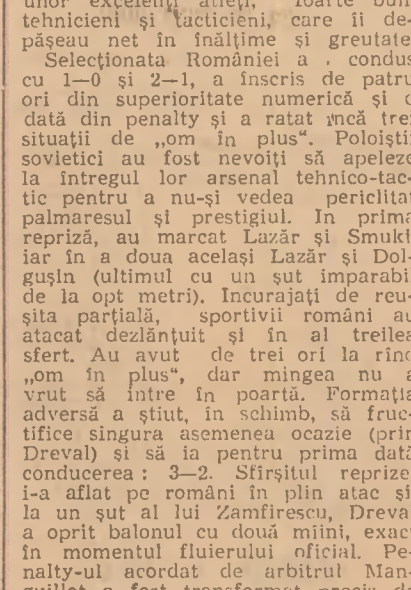 unor excelenți atleți, foarte buni
tehnicieni și tacticieni, care îi de-
pășeau net în înălțime și greutate
Selecționata României a condus
cu 1—0 și 2—1, a înscris de patru
ori din superioritate numerică și o
dată din penalty și a ratat încă trei
situații de „om în plus“. Poloiștii
sovietici au fost nevoiți să apeleze
la întregul lor arsenal tehnico-tac-
tic pentru a nu-și vedea periclitat
palmaresul și prestigiul. In prima
repriză, au marcat Lazăr și Smuki
iar în a doua același Lazăr și Dol-
gușin (ultimul cu un șut imparabil
de la opt metri). Incurajați de reu-
șita parțială, sportivii români au
atacat dezlănțuit și în al treilea
sfert. Au avut de trei ori la rînd
„om în plus“, dar mingea nu a
vrut să intre în poartă. Formația
adversă a știut, în schimb, să fruc-
tifice singura asemenea ocazie (prin
Dreval) și să ia pentru prima dată
conducerea : 3—2. Sfîrșitul reprizei
i-a aflat pe români în plin atac și
la un șut al lui Zamfirescu, Dreval
a oprit balonul cu două mîini, exact
în momentul fluierului oficial. Pe-
nalty-ul acordat de arbitrul Man-
a fost transformat precis de